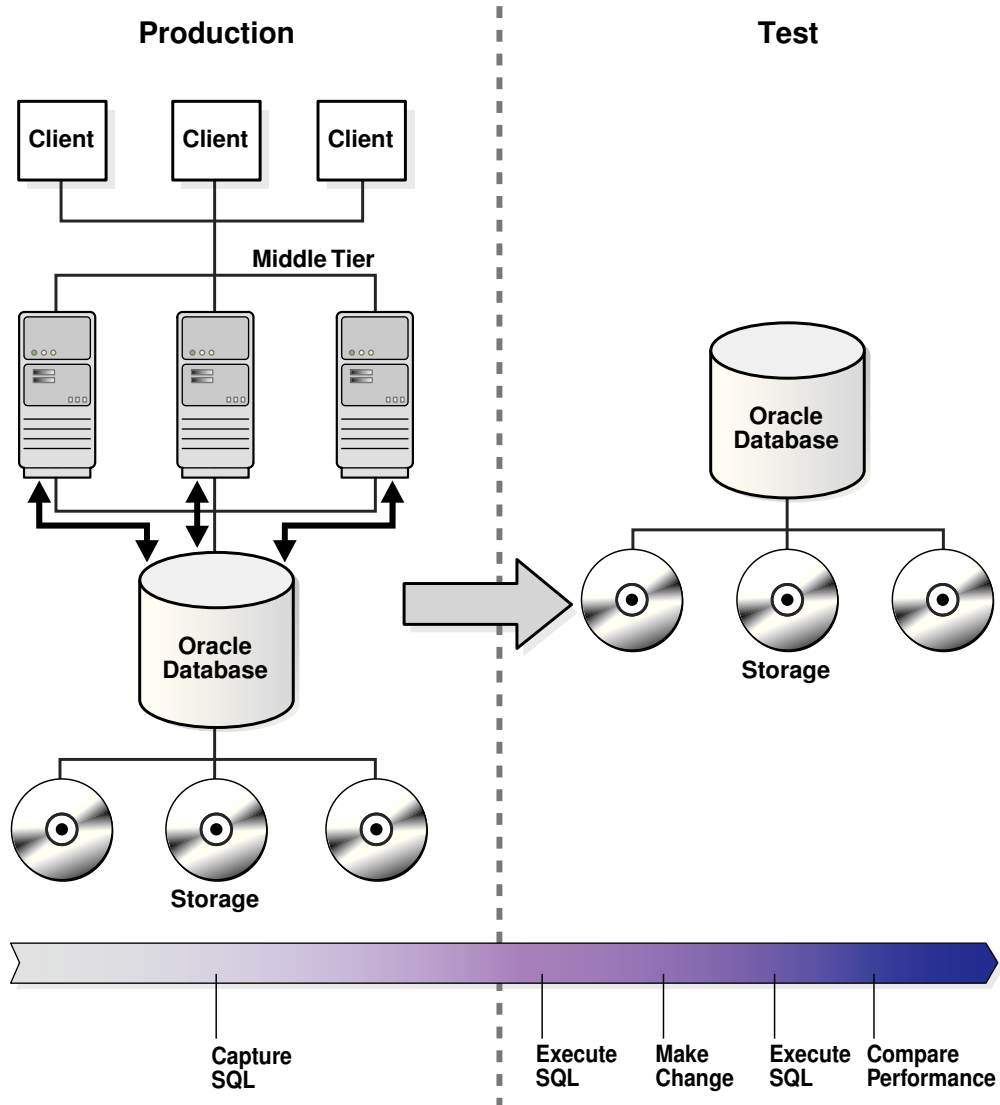 Production
Test
Client
Client
Client
Middle Tier
Oracle
Database
Oracle
Database
Storage
Storage
Capture
SQL
Execute
SQL
Make
Change
Execute
SQL
Compare
Performance